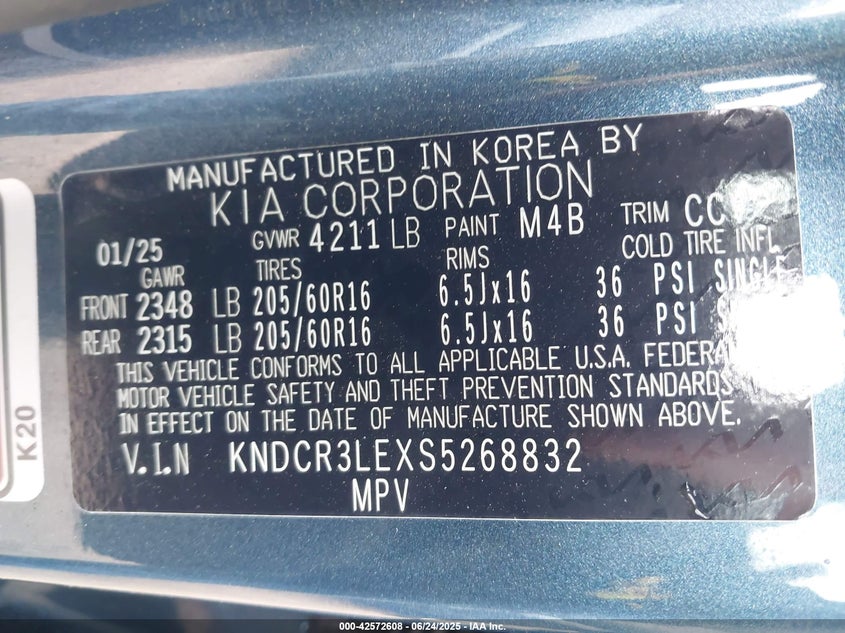 MANUFACTURED IN KOREA BY
KIA CORPORATION
01/25 GVWR 4211 LB PAINT M4B TRIM CC
GAWR TIRES RIMS COLD TIRE INFL.
FRONT 2348 LB 205/60R16 6.5Jx16 36 PSI SINGLE
REAR 2315 LB 205/60R16 6.5Jx16 36 PSI
THIS VEHICLE CONFORMS TO ALL APPLICABLE U.S.A. FEDERA
MOTOR VEHICLE SAFETY AND THEFT PREVENTION STANDARDS
IN EFFECT ON THE DATE OF MANUFACTURE SHOWN ABOVE.
V.I.N KNDCR3LEXS5268832
MPV
K20
000-42572608 | 06/24/2025 - IAA Inc.